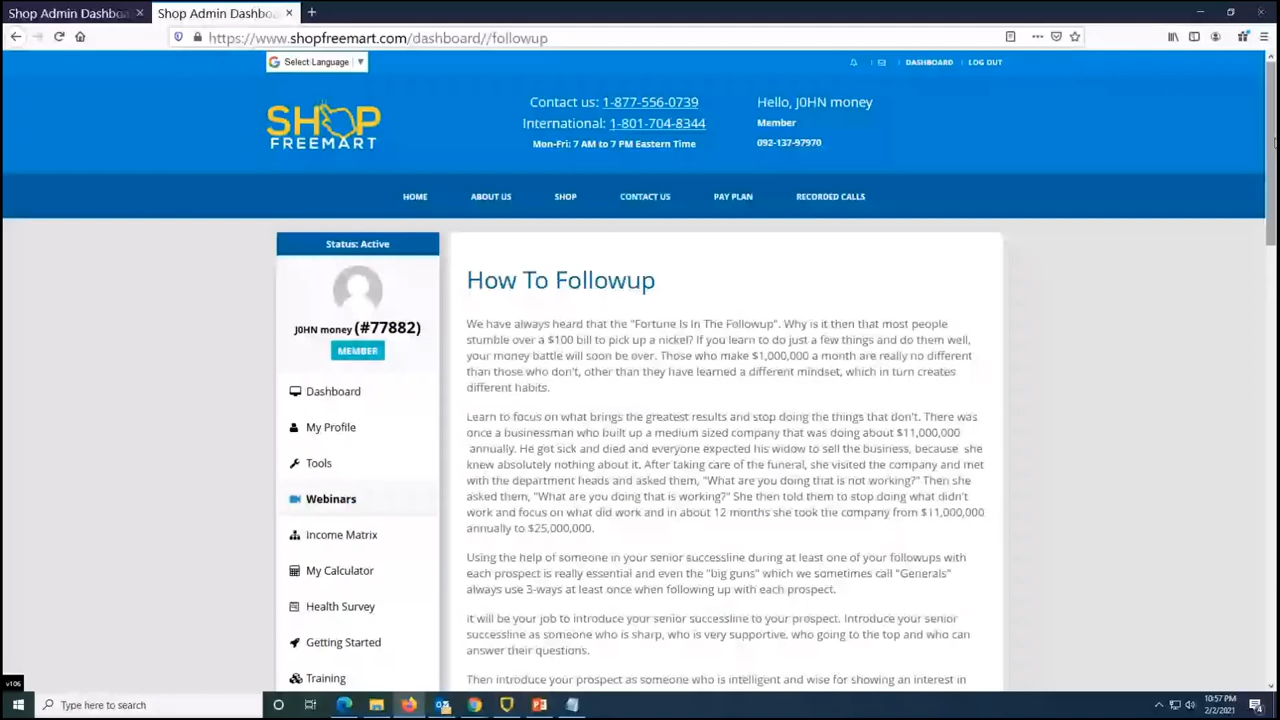 Shop Admin Dashboa
Shop Admin Dashboa
https://www.shopfreemart.com/dashboard//followup
Select Language
DASHBOARD
LOG OUT
SHOP
FREEMART
Contact us: 1-877-556-0739
International: 1-801-704-8344
Mon-Fri: 7 AM to 7 PM Eastern Time
Hello, J0HN money
Member
092-137-97970
HOME
ABOUT US
SHOP
CONTACT US
PAY PLAN
RECORDED CALLS
Status: Active
J0HN money (#77882)
MEMBER
Dashboard
My Profile
Tools
Webinars
Income Matrix
My Calculator
Health Survey
Getting Started
Training
How To Followup
We have always heard that the "Fortune Is In The Followup". Why is it then that most people
stumble over a $100 bill to pick up a nickel? If you learn to do just a few things and do them well,
your money battle will soon be over. Those who make $1,000,000 a month are really no different
than those who don't, other than they have learned a different mindset, which in turn creates
different habits.
Learn to focus on what brings the greatest results and stop doing the things that don't. There was
once a businessman who built up a medium sized company that was doing about $11,000,000
annually. He got sick and died and everyone expected his widow to sell the business, because she
knew absolutely nothing about it. After taking care of the funeral, she visited the company and met
with the department heads and asked them, "What are you doing that is not working?" Then she
asked them, "What are you doing that is working?" She then told them to stop doing what didn't
work and focus on what did work and in about 12 months she took the company from $11,000,000
annually to $25,000,000.
Using the help of someone in your senior successline during at least one of your followups with
each prospect is really essential and even the "big guns" which we sometimes call "Generals"
always use 3-ways at least once when following up with each prospect.
It will be your job to introduce your senior successline to your prospect. Introduce your senior
successline as someone who is sharp, who is very supportive, who going to the top and who can
answer their questions.
Then introduce your prospect as someone who is intelligent and wise for showing an interest in
v106
Type here to search
10:57 PM
2/2/2021